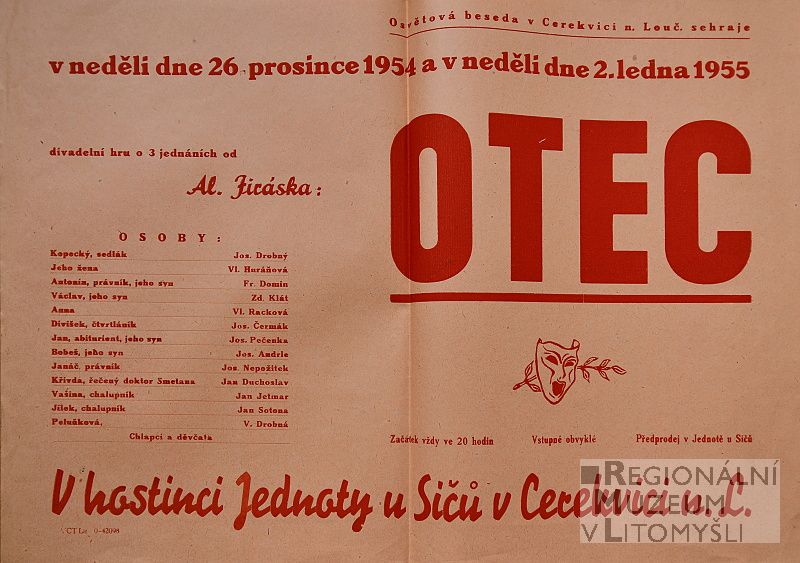 Osvětová beseda v Cerekvici n. Louč. sehraje
v neděli dne 26. prosince 1954 a v neděli dne 2. ledna 1955
divadelní hru o 3 jednáních od
Al. Jiráska:
OTEC
OSOBY:
Kopecký, sedlák Jos. Drobný
Jeho žena Vl. Huráňová
Antonín, právník, jeho syn Fr. Domin
Václav, jeho syn Zd. Klát
Anna Vl. Racková
Divíšek, čtvrtláník Jos. Čermák
Jan, abiturient, jeho syn Jos. Pečenka
Bobeš, jeho syn Jos. Andrle
Janáč, právník Jos. Nepožitek
Křivda, řečený doktor Smetana Jan Duchoslav
Vašina, chalupník Jan Jetmar
Jílek, chalupník Jan Sotona
Peluňková, V. Drobná
Chlapci a děvčata
Začátek vždy ve 20 hodin Vstupné obvyklé Předprodej v Jednotě u Síčů
V hostinci Jednoty u Síčů v Cerekvici n. L.
REGIONÁLNÍ
MUZEUM
V LITOMYŠLI